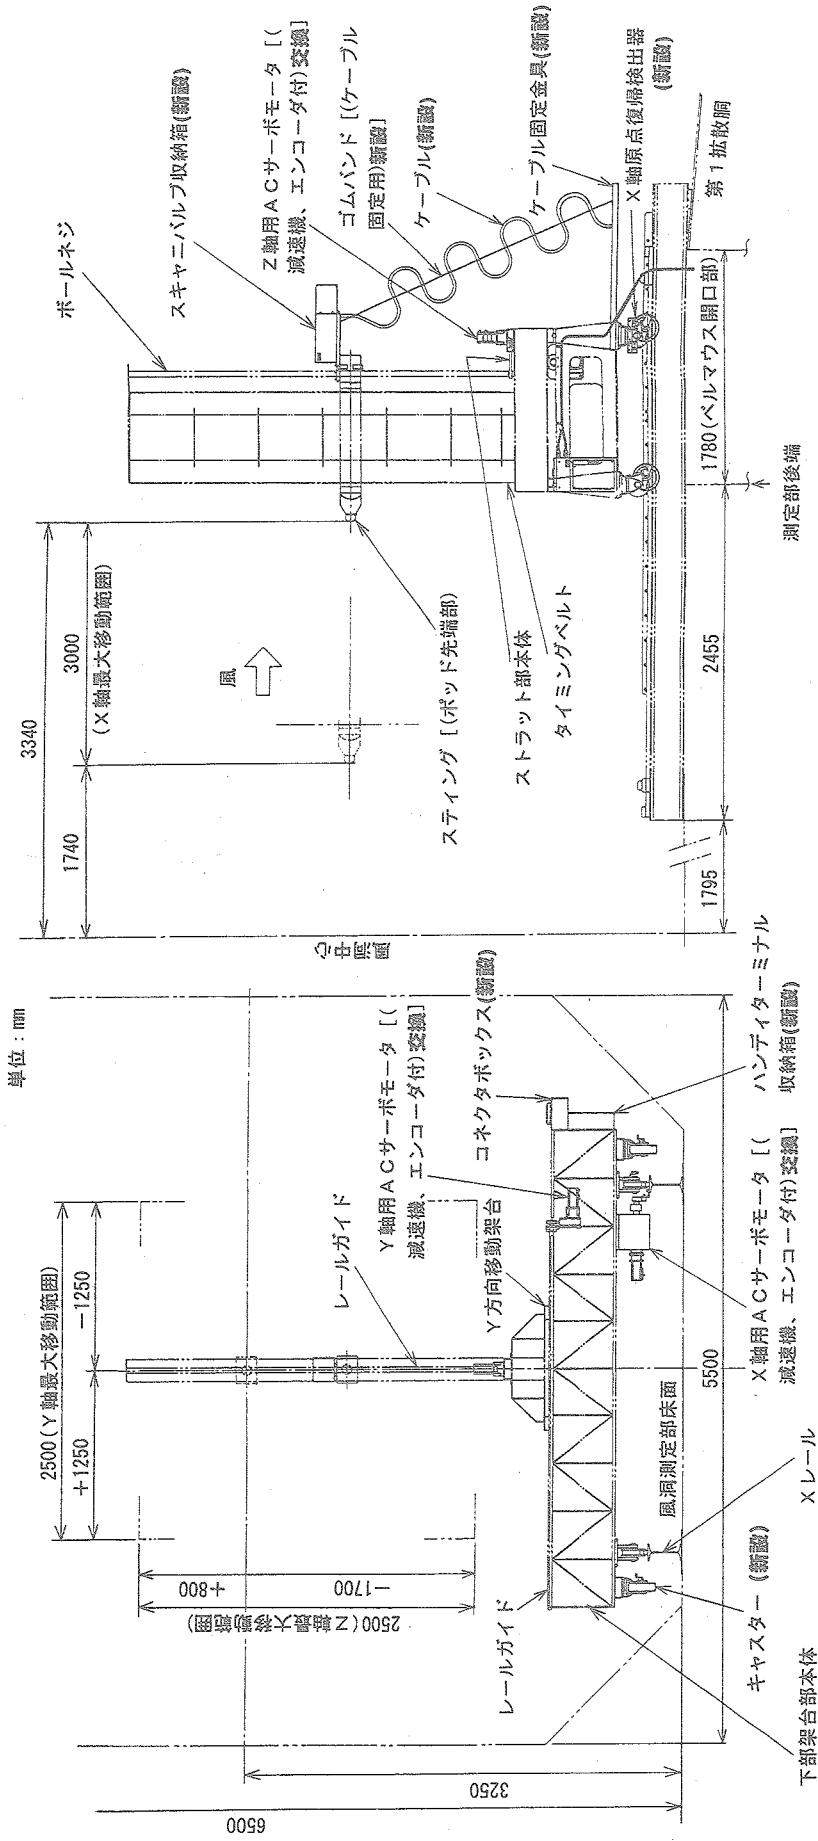 単位：mm
6500
3250
2500(Z軸最大移動範囲)
+800
-1700
2500(Y軸最大移動範囲)
+1250
-1250
レールガイド
Y軸用ACサーボモータ [(
減速機、エンコーダ付)交換]
コネクタボックス(新設)
Y方向移動架台
レールガイド
下部架台部本体
キャスター (新設)
Xレール
風洞測定部床面
5500
X軸用ACサーボモータ [(
減速機、エンコーダ付)交換]
ハンディターミナル
収納箱(新設)
風洞中心
3340
1740
3000
(X軸最大移動範囲)
風
ボールネジ
スキャニバルブ収納箱(新設)
Z軸用ACサーボモータ [(
減速機、エンコーダ付)交換]
ゴムバンド [(ケーブル
固定用)新設]
ケーブル(新設)
ケーブル固定金具(新設)
X軸原点復帰検出器
(新設)
第1拡散胴
スティング [(ポッド先端部)
ストラット部本体
タイミングベルト
1795
2455
1780(ベルマウス開口部)
測定部後端